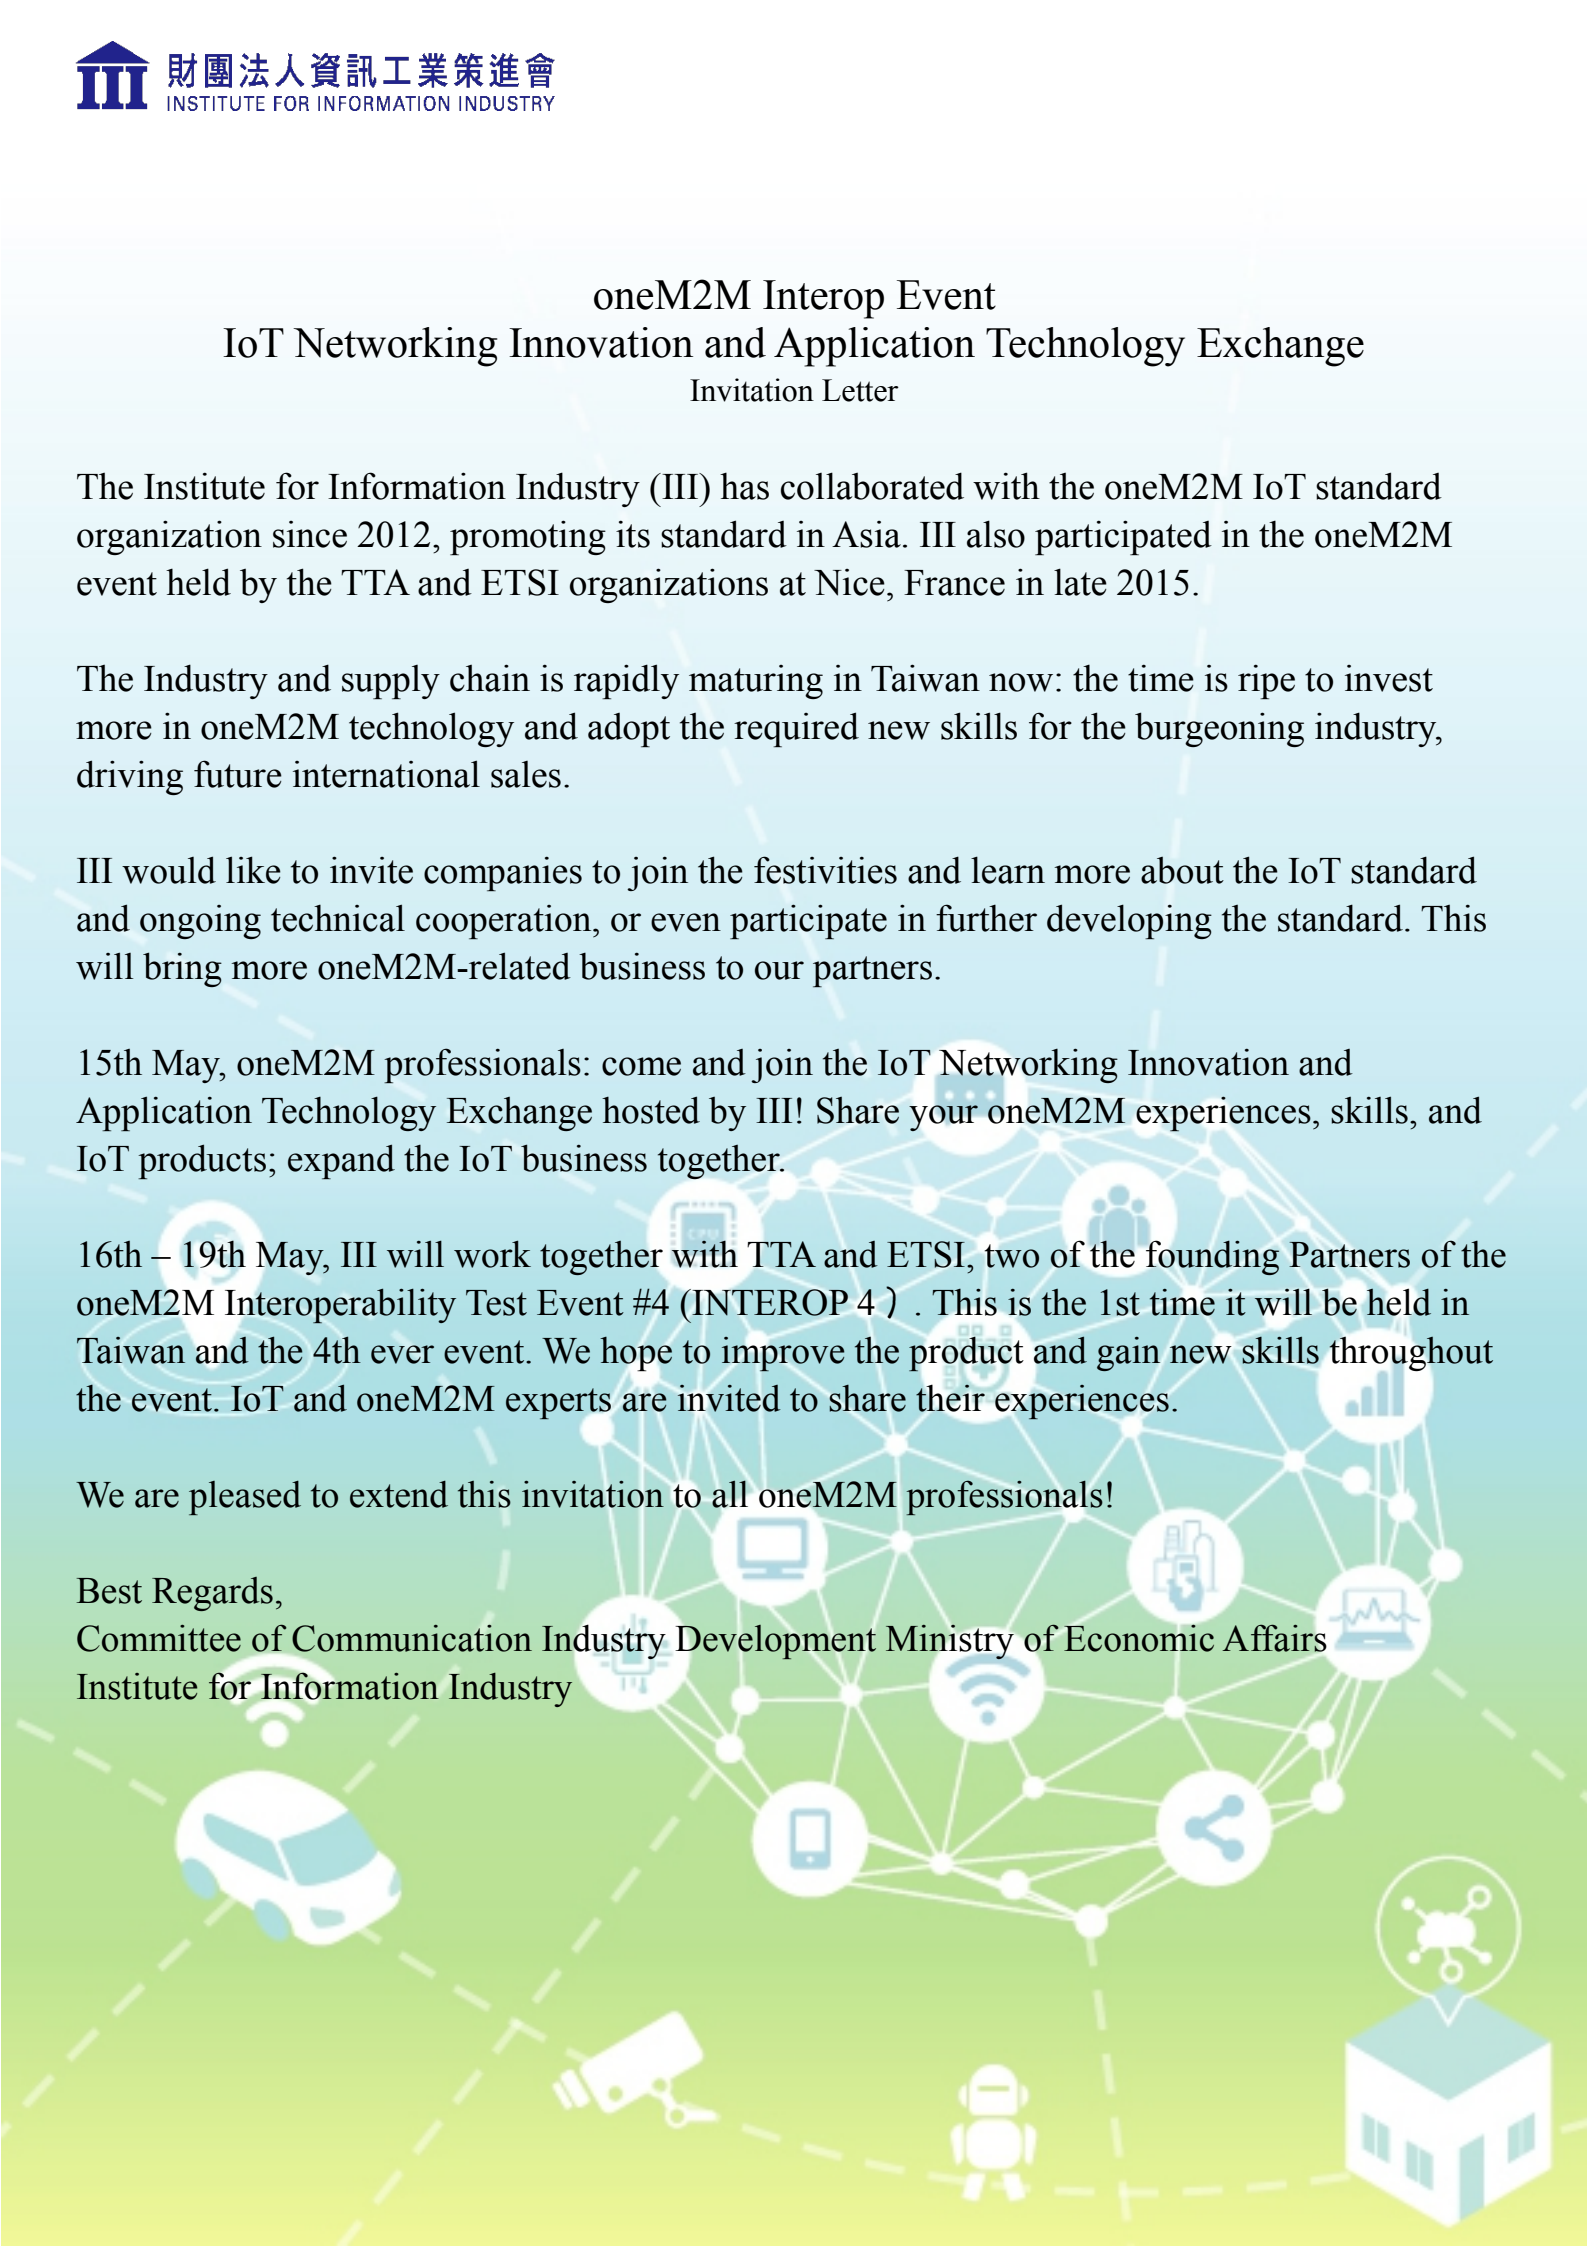 財團法人資訊工業策進會
INSTITUTE FOR INFORMATION INDUSTRY
oneM2M Interop Event
IoT Networking Innovation and Application Technology Exchange
Invitation Letter
The Institute for Information Industry (III) has collaborated with the oneM2M IoT standard
organization since 2012, promoting its standard in Asia. III also participated in the oneM2M
event held by the TTA and ETSI organizations at Nice, France in late 2015.
The Industry and supply chain is rapidly maturing in Taiwan now: the time is ripe to invest
more in oneM2M technology and adopt the required new skills for the burgeoning industry,
driving future international sales.
III would like to invite companies to join the festivities and learn more about the IoT standard
and ongoing technical cooperation, or even participate in further developing the standard. This
will bring more oneM2M-related business to our partners.
15th May, oneM2M professionals: come and join the IoT Networking Innovation and
Application Technology Exchange hosted by III! Share your oneM2M experiences, skills, and
IoT products; expand the IoT business together.
CPU
16th – 19th May, III will work together with TTA and ETSI, two of the founding Partners of the
oneM2M Interoperability Test Event #4 (INTEROP 4）. This is the 1st time it will be held in
Taiwan and the 4th ever event. We hope to improve the product and gain new skills throughout
the event. IoT and oneM2M experts are invited to share their experiences.
We are pleased to extend this invitation to all oneM2M professionals!
Best Regards,
Committee of Communication Industry Development Ministry of Economic Affairs
Institute for Information Industry